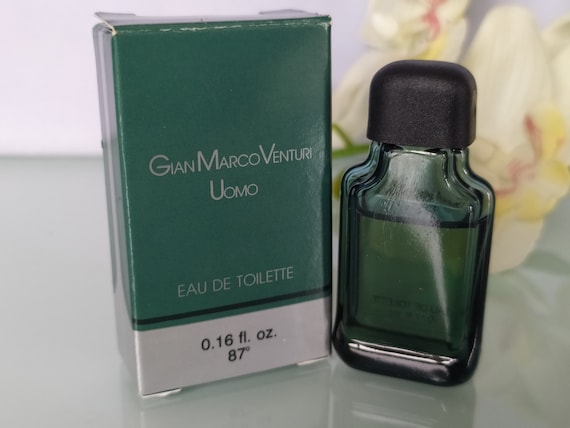 GIAN MARCO VENTURI
UOMO
EAU DE TOILETTE
0.16 fl. oz.
87°